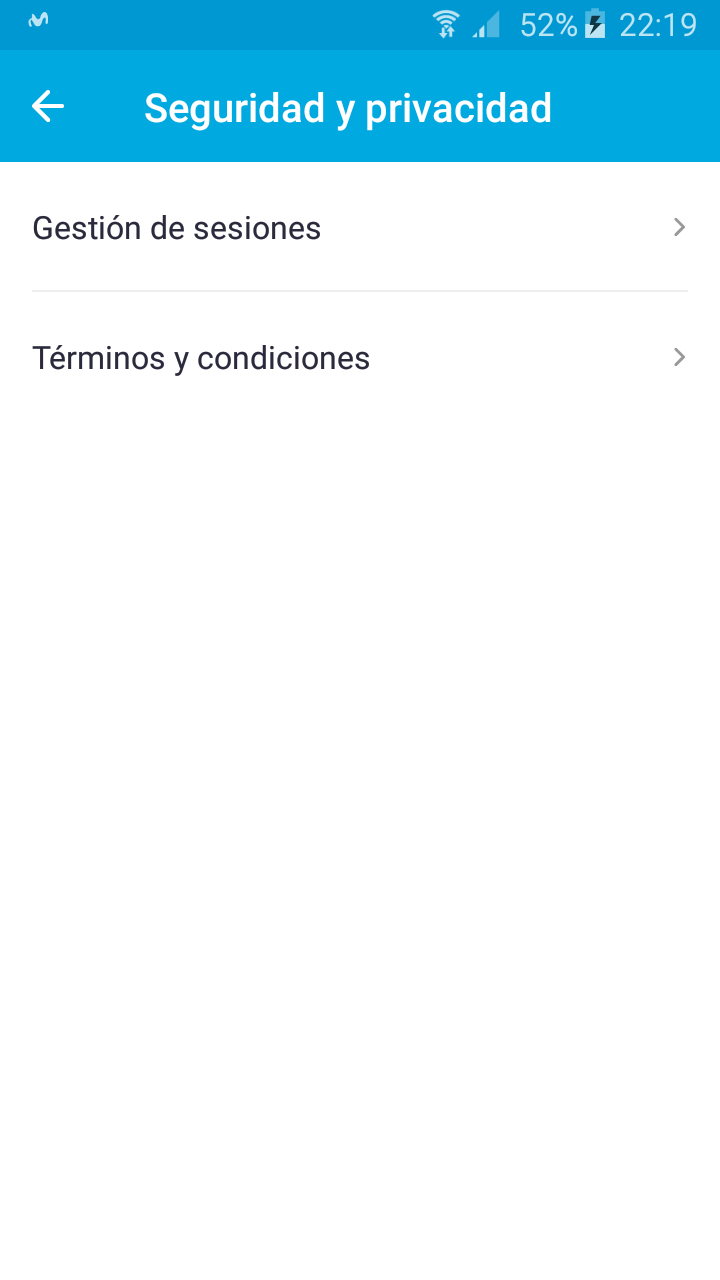 52% 22:19
Seguridad y privacidad
Gestión de sesiones
Términos y condiciones